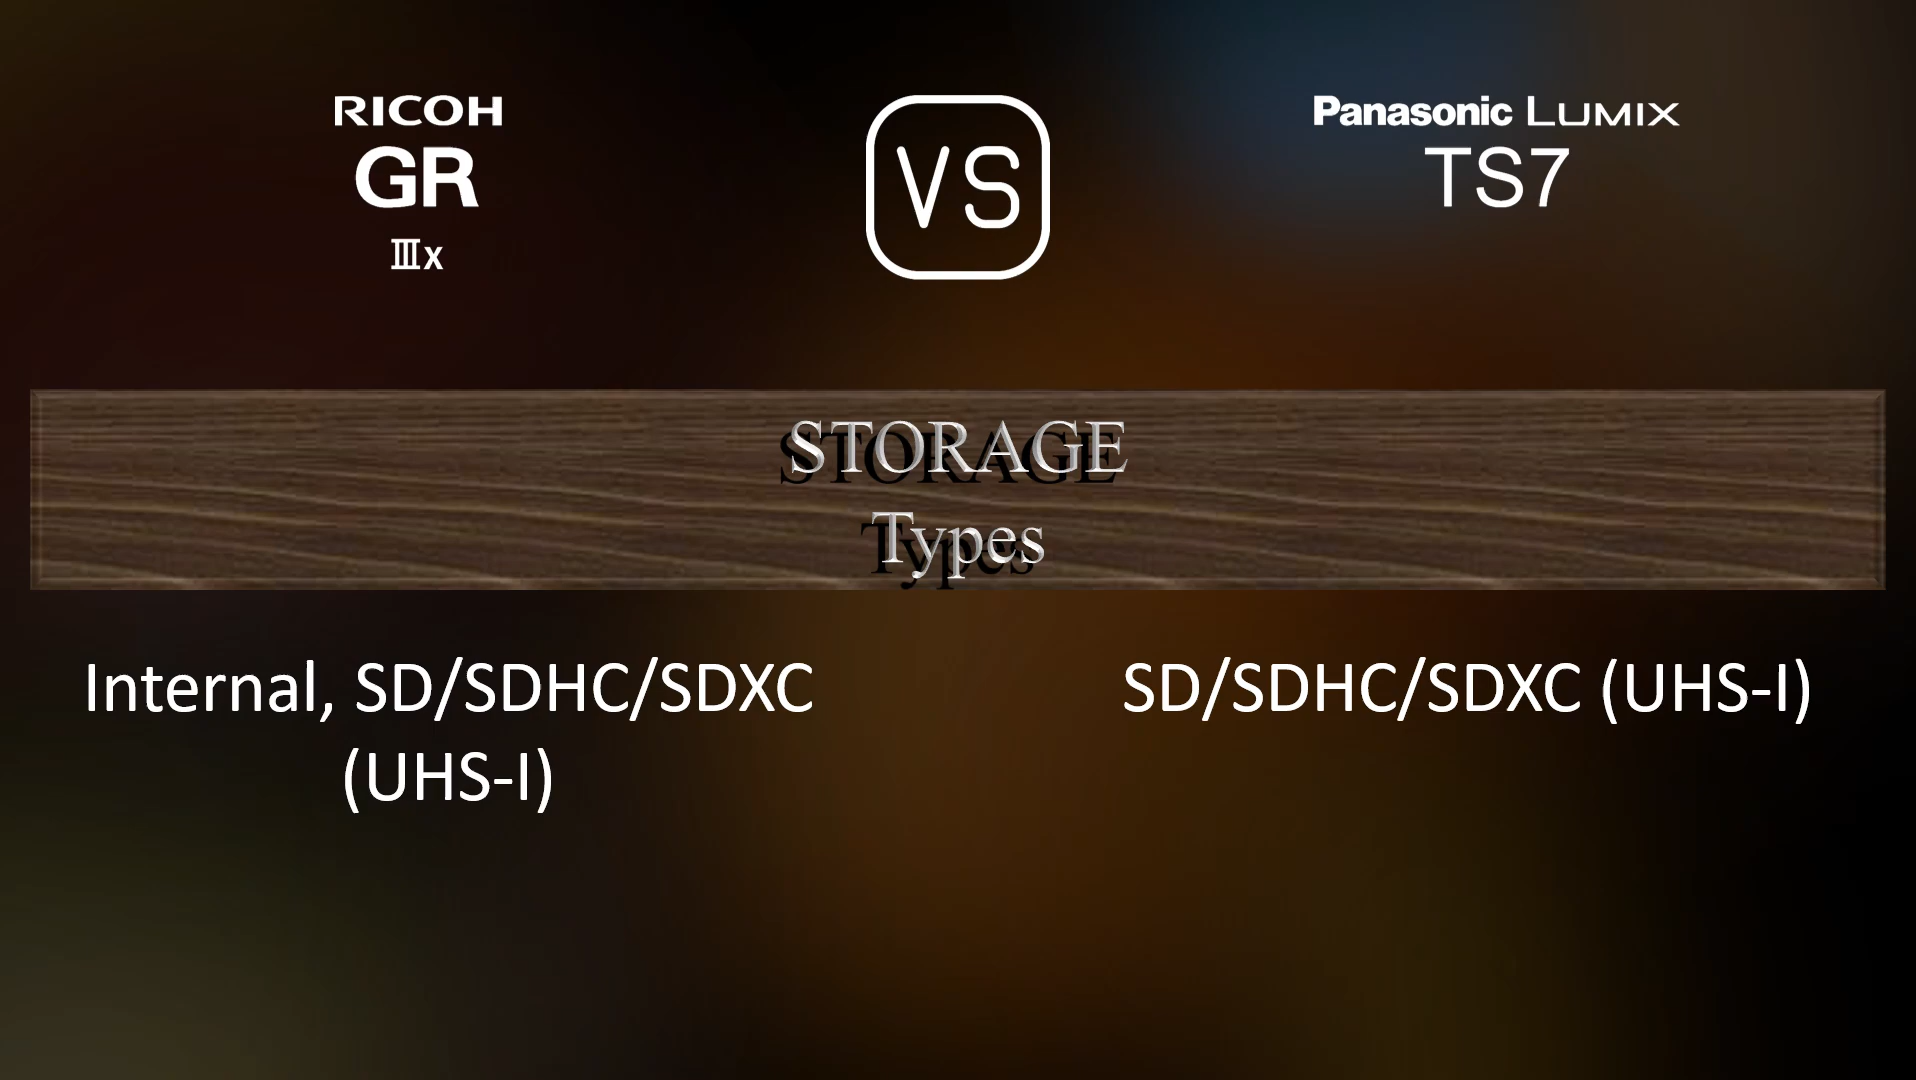 RICOH
GR
IIIx
VS
Panasonic LUMIX
TS7
STORAGE
Types
Internal, SD/SDHC/SDXC
(UHS-I)
SD/SDHC/SDXC (UHS-I)